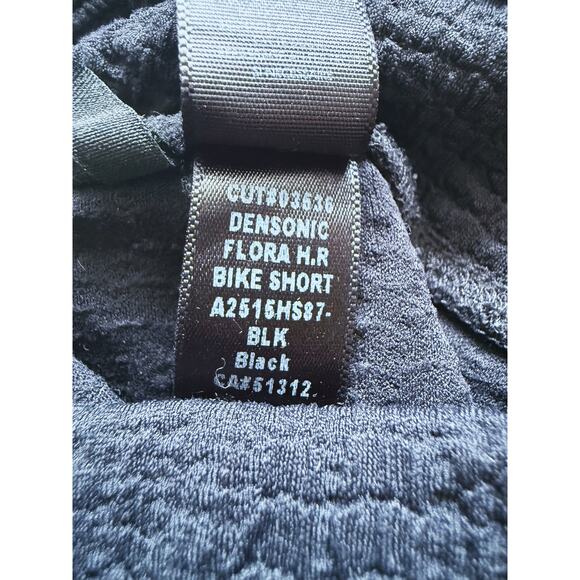 CUT#03636
DENSONIC
FLORA H.R
BIKE SHORT
A2515HS87-
BLK
Black
CA#51312